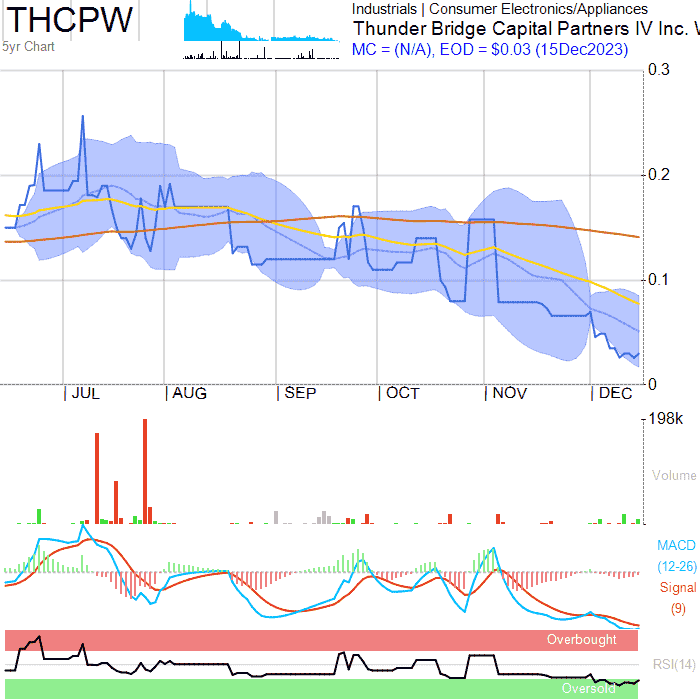 THCPW
5yr Chart
Industrials | Consumer Electronics/Appliances
Thunder Bridge Capital Partners IV Inc. W
MC = (N/A), EOD = $0.03 (15Dec2023)
0.3
0.2
0.1
0
JUL AUG SEP OCT NOV DEC
198k
Volume
MACD
(12-26)
Signal
(9)
Overbought
RSI(14)
Oversold